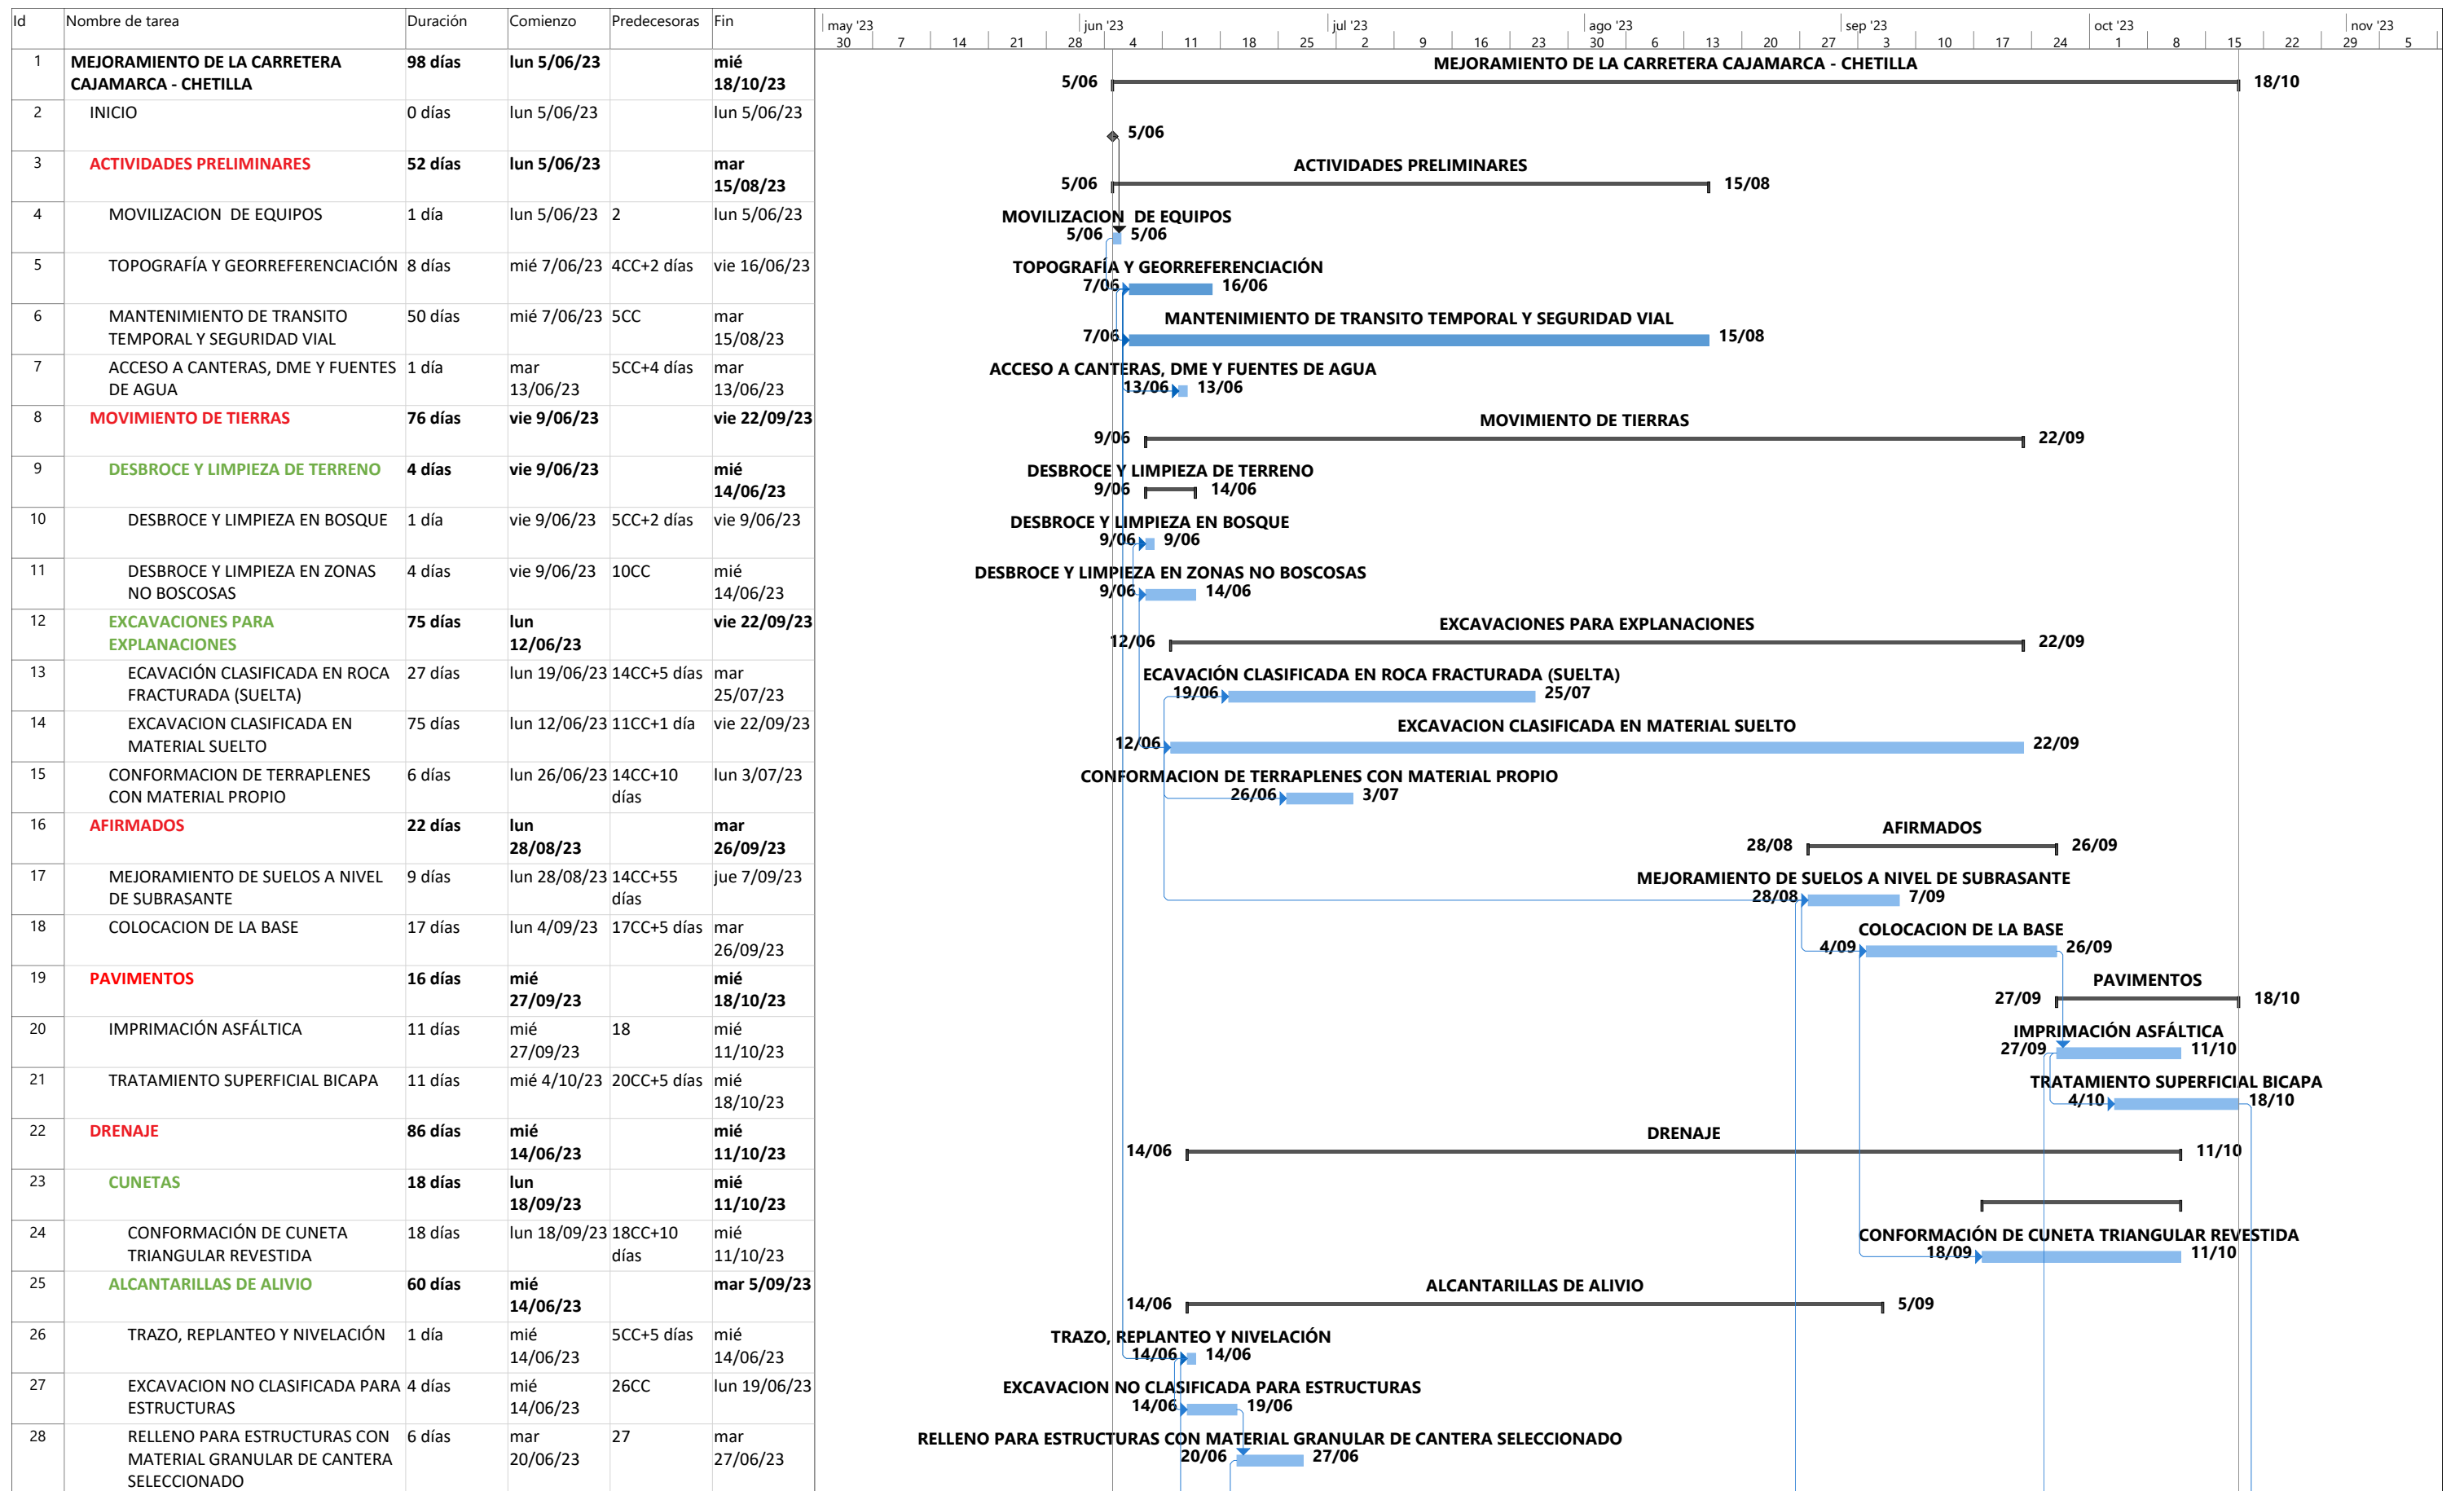 Id Nombre de tarea Duración Comienzo Predecesoras Fin may '23 jun '23 jul '23 ago '23 sep '23 oct '23 nov '23
30 7 14 21 28 4 11 18 25 2 9 16 23 30 6 13 20 27 3 10 17 24 1 8 15 22 29 5
1 MEJORAMIENTO DE LA CARRETERA 98 días lun 5/06/23 mié MEJORAMIENTO DE LA CARRETERA CAJAMARCA - CHETILLA
CAJAMARCA - CHETILLA 18/10/23 5/06 18/10
2 INICIO 0 días lun 5/06/23 lun 5/06/23
5/06
3 ACTIVIDADES PRELIMINARES 52 días lun 5/06/23 mar ACTIVIDADES PRELIMINARES
15/08/23 5/06 15/08
4 MOVILIZACION DE EQUIPOS 1 día lun 5/06/23 2 lun 5/06/23 MOVILIZACION DE EQUIPOS
5/06 5/06
5 TOPOGRAFÍA Y GEORREFERENCIACIÓN 8 días mié 7/06/23 4CC+2 días vie 16/06/23 TOPOGRAFÍA Y GEORREFERENCIACIÓN
7/06 16/06
6 MANTENIMIENTO DE TRANSITO 50 días mié 7/06/23 5CC mar MANTENIMIENTO DE TRANSITO TEMPORAL Y SEGURIDAD VIAL
TEMPORAL Y SEGURIDAD VIAL 15/08/23 7/06 15/08
7 ACCESO A CANTERAS, DME Y FUENTES 1 día mar 5CC+4 días mar ACCESO A CANTERAS, DME Y FUENTES DE AGUA
DE AGUA 13/06/23 13/06/23 13/06 13/06
8 MOVIMIENTO DE TIERRAS 76 días vie 9/06/23 vie 22/09/23 MOVIMIENTO DE TIERRAS
9/06 22/09
9 DESBROCE Y LIMPIEZA DE TERRENO 4 días vie 9/06/23 mié DESBROCE Y LIMPIEZA DE TERRENO
14/06/23 9/06 14/06
10 DESBROCE Y LIMPIEZA EN BOSQUE 1 día vie 9/06/23 5CC+2 días vie 9/06/23 DESBROCE Y LIMPIEZA EN BOSQUE
9/06 9/06
11 DESBROCE Y LIMPIEZA EN ZONAS 4 días vie 9/06/23 10CC mié DESBROCE Y LIMPIEZA EN ZONAS NO BOSCOSAS
NO BOSCOSAS 14/06/23 9/06 14/06
12 EXCAVACIONES PARA 75 días lun vie 22/09/23 EXCAVACIONES PARA EXPLANACIONES
EXPLANACIONES 12/06/23 12/06 22/09
13 ECAVACIÓN CLASIFICADA EN ROCA 27 días lun 19/06/23 14CC+5 días mar ECAVACIÓN CLASIFICADA EN ROCA FRACTURADA (SUELTA)
FRACTURADA (SUELTA) 25/07/23 19/06 25/07
14 EXCAVACION CLASIFICADA EN 75 días lun 12/06/23 11CC+1 día vie 22/09/23 EXCAVACION CLASIFICADA EN MATERIAL SUELTO
MATERIAL SUELTO 12/06 22/09
15 CONFORMACION DE TERRAPLENES 6 días lun 26/06/23 14CC+10 lun 3/07/23 CONFORMACION DE TERRAPLENES CON MATERIAL PROPIO
CON MATERIAL PROPIO días 26/06 3/07
16 AFIRMADOS 22 días lun mar AFIRMADOS
28/08/23 26/09/23 28/08 26/09
17 MEJORAMIENTO DE SUELOS A NIVEL 9 días lun 28/08/23 14CC+55 jue 7/09/23 MEJORAMIENTO DE SUELOS A NIVEL DE SUBRASANTE
DE SUBRASANTE días 28/08 7/09
18 COLOCACION DE LA BASE 17 días lun 4/09/23 17CC+5 días mar COLOCACION DE LA BASE
26/09/23 4/09 26/09
19 PAVIMENTOS 16 días mié mié PAVIMENTOS
27/09/23 18/10/23 27/09 18/10
20 IMPRIMACIÓN ASFÁLTICA 11 días mié 18 mié IMPRIMACIÓN ASFÁLTICA
27/09/23 11/10/23 27/09 11/10
21 TRATAMIENTO SUPERFICIAL BICAPA 11 días mié 4/10/23 20CC+5 días mié TRATAMIENTO SUPERFICIAL BICAPA
18/10/23 4/10 18/10
22 DRENAJE 86 días mié mié DRENAJE
14/06/23 11/10/23 14/06 11/10
23 CUNETAS 18 días lun mié
18/09/23 11/10/23
24 CONFORMACIÓN DE CUNETA 18 días lun 18/09/23 18CC+10 mié CONFORMACIÓN DE CUNETA TRIANGULAR REVESTIDA
TRIANGULAR REVESTIDA días 11/10/23 18/09 11/10
25 ALCANTARILLAS DE ALIVIO 60 días mié mar 5/09/23 ALCANTARILLAS DE ALIVIO
14/06/23 14/06 5/09
26 TRAZO, REPLANTEO Y NIVELACIÓN 1 día mié 5CC+5 días mié TRAZO, REPLANTEO Y NIVELACIÓN
14/06/23 14/06/23 14/06 14/06
27 EXCAVACION NO CLASIFICADA PARA 4 días mié 26CC lun 19/06/23 EXCAVACION NO CLASIFICADA PARA ESTRUCTURAS
ESTRUCTURAS 14/06/23 14/06 19/06
28 RELLENO PARA ESTRUCTURAS CON 6 días mar 27 mar RELLENO PARA ESTRUCTURAS CON MATERIAL GRANULAR DE CANTERA SELECCIONADO
MATERIAL GRANULAR DE CANTERA 20/06/23 27/06/23 20/06 27/06
SELECCIONADO